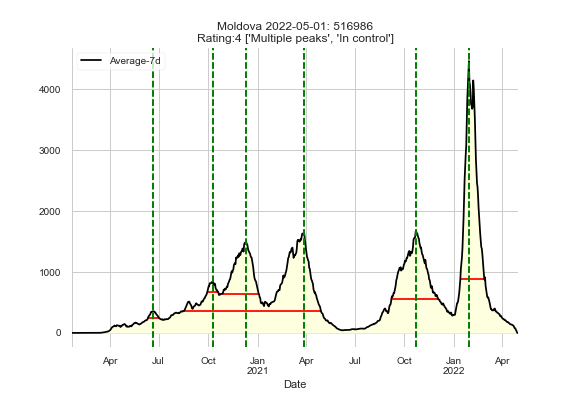 Moldova 2022-05-01: 516986
Rating:4 ['Multiple peaks', 'In control']
Average-7d
4000
3000
2000
1000
0
Apr Jul Oct Jan Apr Jul Oct Jan Apr
2021 2022
Date